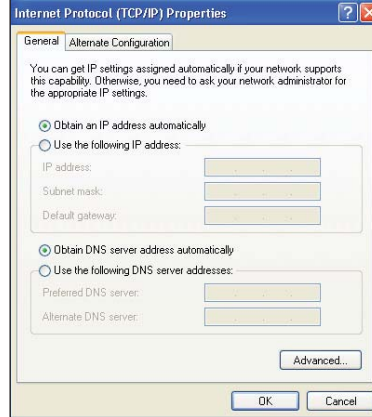 Internet Protocol (TCP/IP) Properties
General
Alternate Configuration
You can get IP settings assigned automatically if your network supports
this capability. Otherwise, you need to ask your network administrator for
the appropriate IP settings.
Obtain an IP address automatically
Use the following IP address:
IP address:
Subnet mask:
Default gateway:
Obtain DNS server address automatically
Use the following DNS server addresses:
Preferred DNS server:
Alternate DNS server:
Advanced...
OK
Cancel